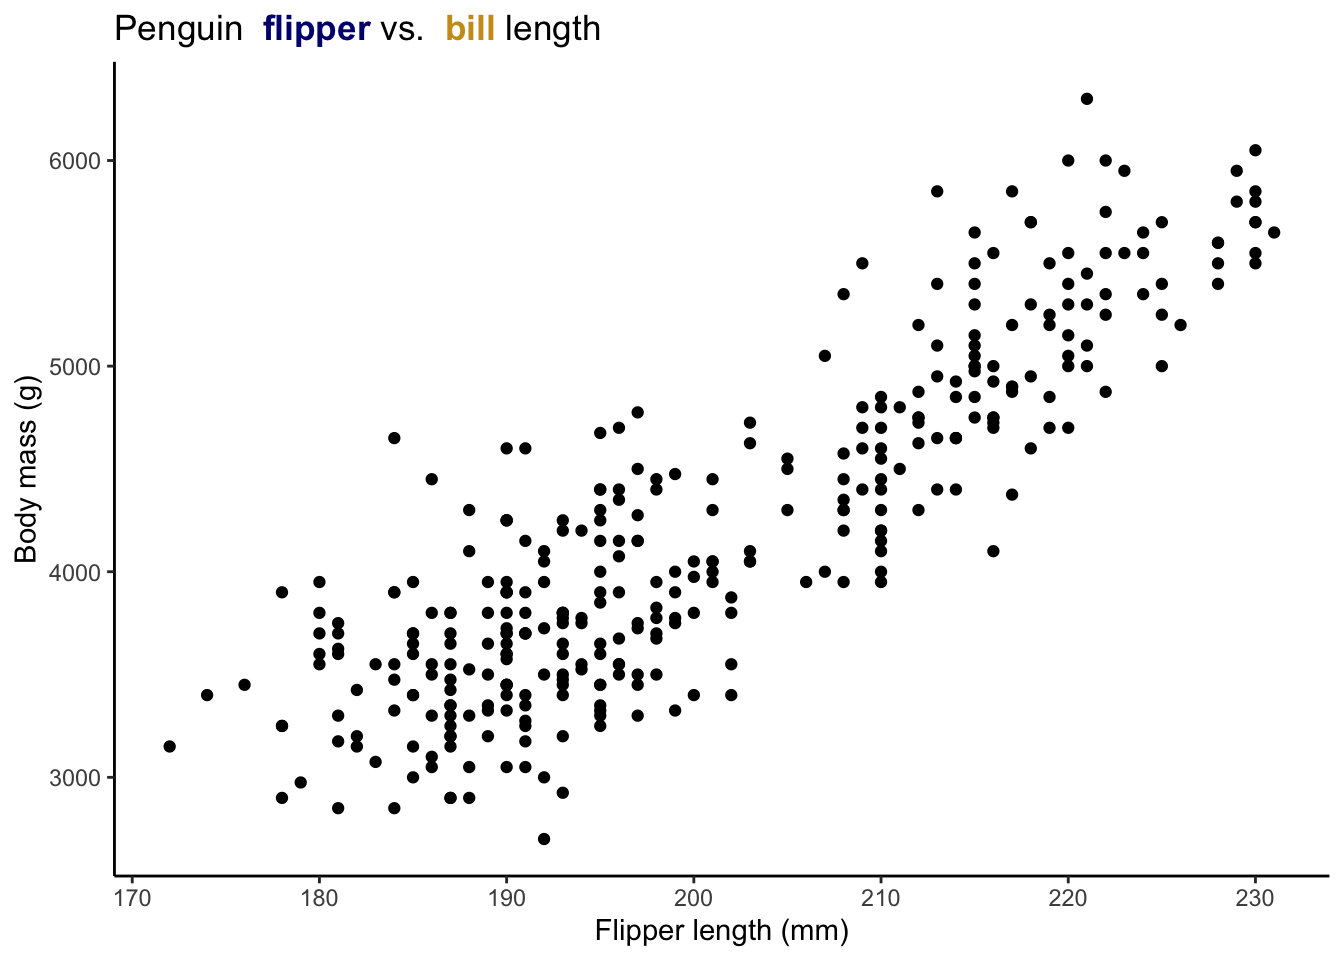 Penguin flipper vs. bill length
6000
5000
4000
3000
Body mass (g)
170 180 190 200 210 220 230
Flipper length (mm)